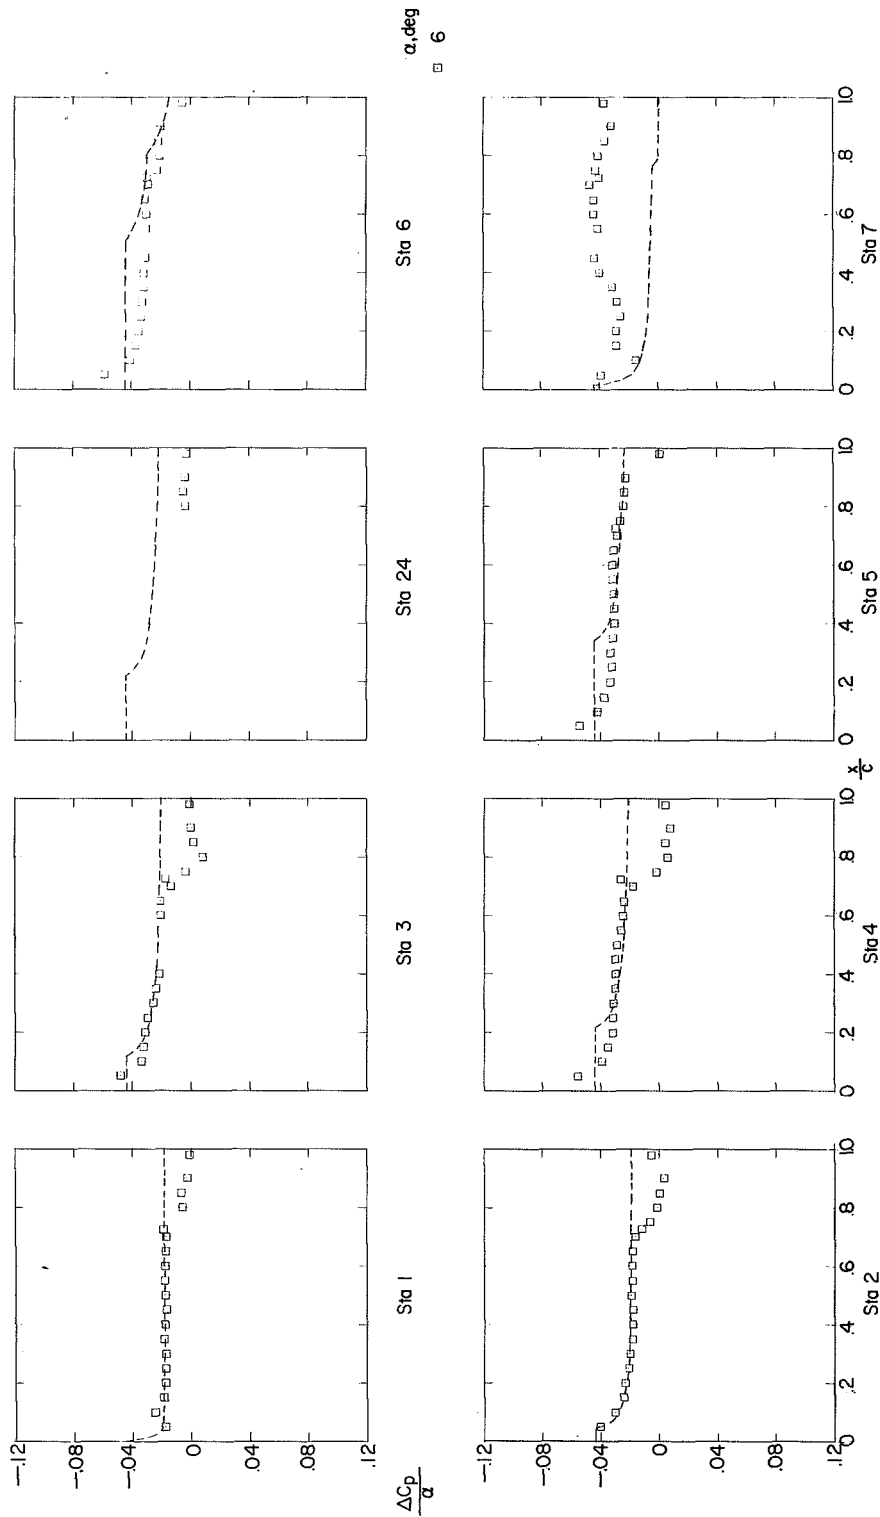 α,deg
6
−.12
−.08
−.04
0
.04
.08
.12
ΔCp
α
Sta 1
Sta 3
Sta 24
Sta 6
−.12
−.08
−.04
0
.04
.08
.12
0 .2 .4 .6 .8 1.0
0 .2 .4 .6 .8 1.0
0 .2 .4 .6 .8 1.0
0 .2 .4 .6 .8 1.0
x
c
Sta 2
Sta 4
Sta 5
Sta 7